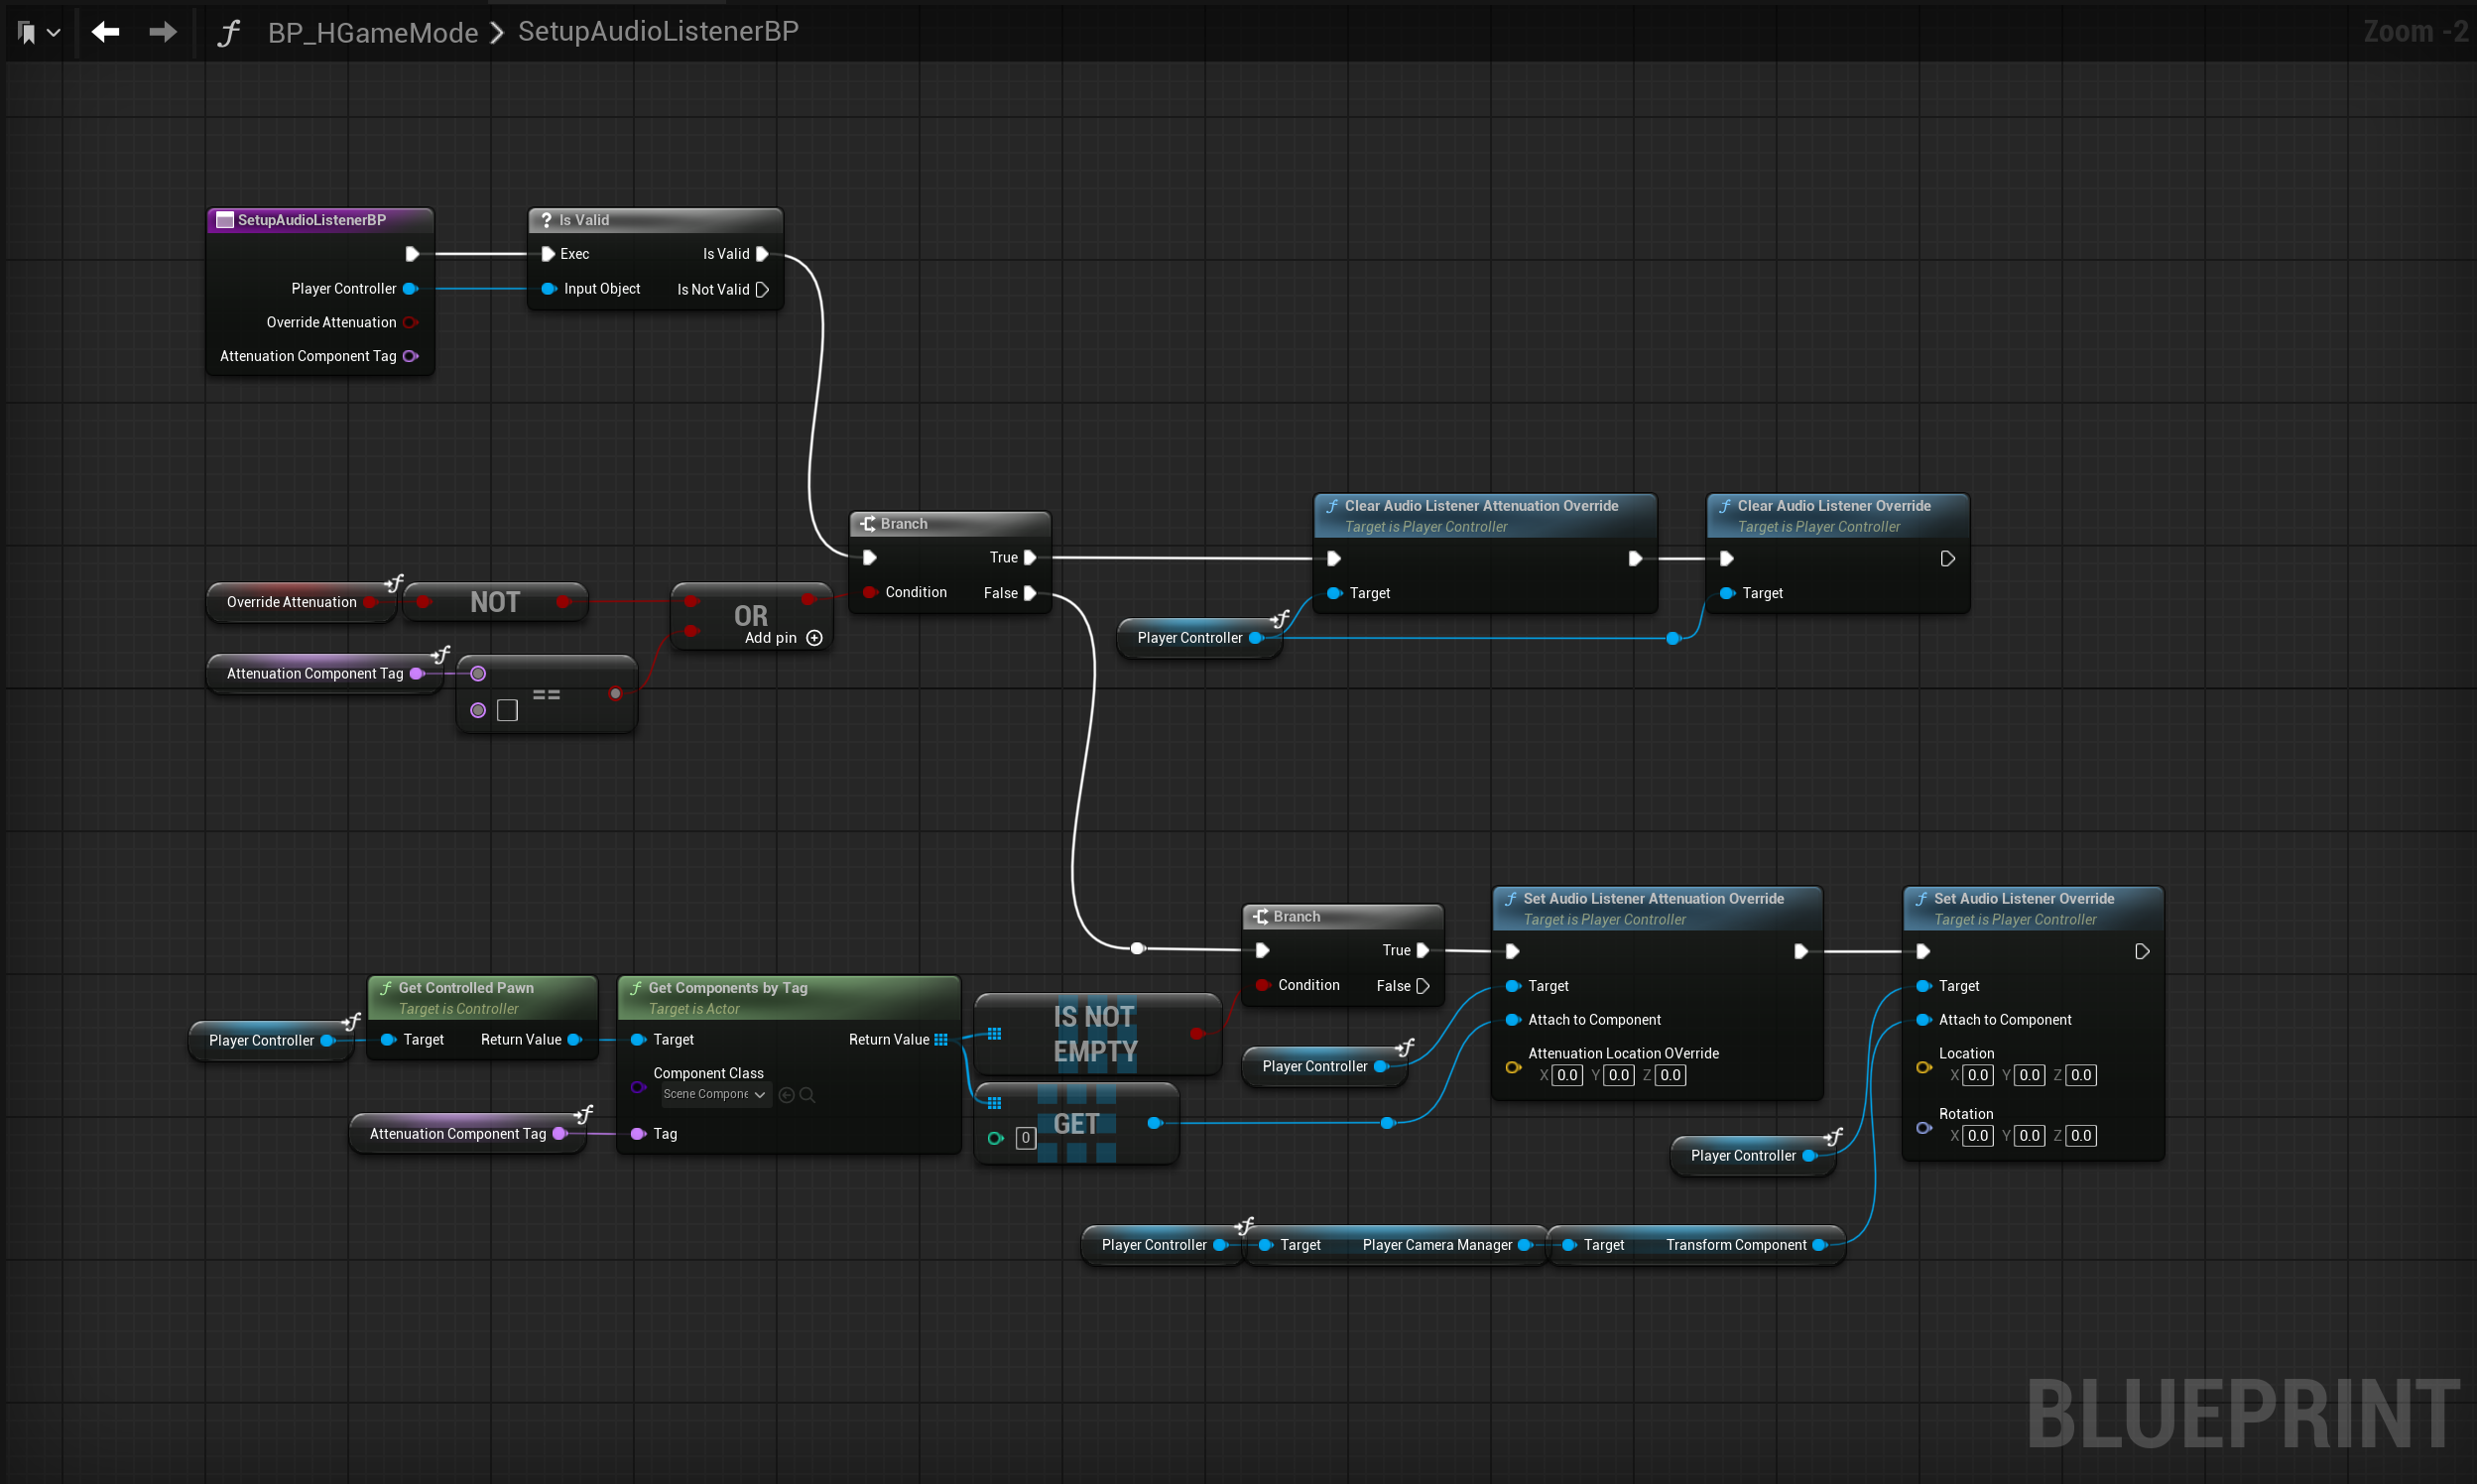 BP_HGameMode > SetupAudioListenerBP
Zoom -2
SetupAudioListenerBP
Player Controller
Override Attenuation
Attenuation Component Tag
? Is Valid
Exec
Is Valid
Input Object
Is Not Valid
Branch
True
Condition
False
Clear Audio Listener Attenuation Override
Target is Player Controller
Target
Clear Audio Listener Override
Target is Player Controller
Target
Override Attenuation
NOT
OR
Add pin
Attenuation Component Tag
==
Player Controller
Branch
True
Condition
False
Set Audio Listener Attenuation Override
Target is Player Controller
Target
Attach to Component
Attenuation Location OVerride
X 0.0 Y 0.0 Z 0.0
Set Audio Listener Override
Target is Player Controller
Target
Attach to Component
Location
X 0.0 Y 0.0 Z 0.0
Rotation
X 0.0 Y 0.0 Z 0.0
Player Controller
Get Controlled Pawn
Target is Controller
Target
Return Value
Get Components by Tag
Target is Actor
Target
Return Value
Component Class
Scene Compone
Tag
Attenuation Component Tag
IS NOT
EMPTY
GET
0
Player Controller
Player Controller
Player Controller
Target
Player Camera Manager
Target
Transform Component
BLUEPRINT